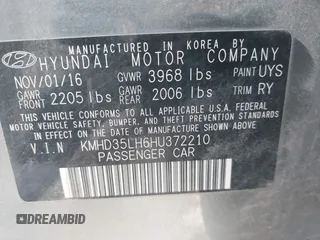 MANUFACTURED IN KOREA BY
HYUNDAI MOTOR COMPANY
NOV/01/16 GVWR 3968 lbs PAINT UYS
GAWR FRONT 2205 lbs GAWR REAR 2006 lbs
THIS VEHICLE CONFORMS TO ALL APPLICABLE U.S.A. FEDERAL
MOTOR VEHICLE SAFETY, BUMPER, AND THEFT PREVENTION
STANDARDS IN EFFECT ON THE DATE OF MANUFACTURE SHOWN ABOVE.
V.I.N KMHD35LH6HU372210
PASSENGER CAR
DREAMBID